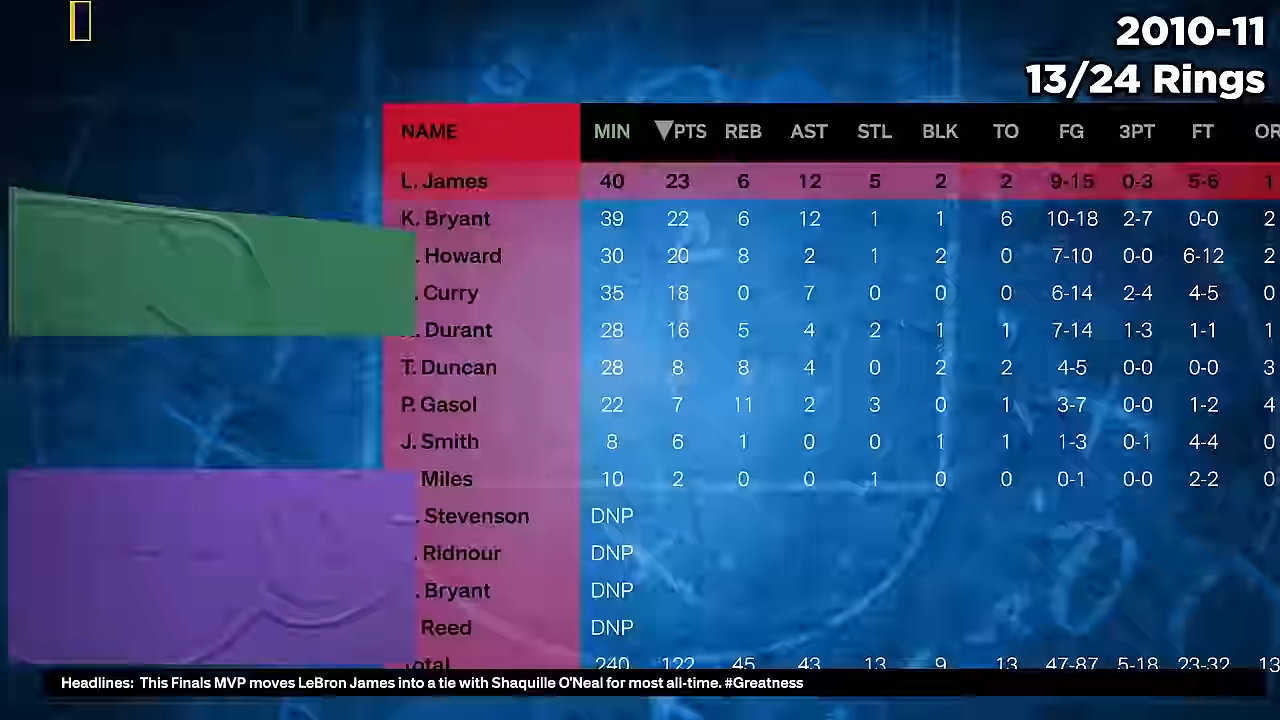 2010-11
13/24 Rings
NAME MIN PTS REB AST STL BLK TO FG 3PT FT OR
L. James 40 23 6 12 5 2 2 9-15 0-3 5-6 1
K. Bryant 39 22 6 12 1 1 6 10-18 2-7 0-0 2
. Howard 30 20 8 2 1 2 0 7-10 0-0 6-12 2
. Curry 35 18 0 7 0 0 0 6-14 2-4 4-5 0
. Durant 28 16 5 4 2 1 1 7-14 1-3 1-1 1
T. Duncan 28 8 8 4 0 2 2 4-5 0-0 0-0 3
P. Gasol 22 7 11 2 3 0 1 3-7 0-0 1-2 4
J. Smith 8 6 1 0 0 1 1 1-3 0-1 4-4 0
Miles 10 2 0 0 1 0 0 0-1 0-0 2-2 0
. Stevenson DNP
. Ridnour DNP
. Bryant DNP
Reed DNP
otal 240 122 45 43 13 9 13 47-87 5-18 23-32 13
Headlines: This Finals MVP moves LeBron James into a tie with Shaquille O'Neal for most all-time. #Greatness